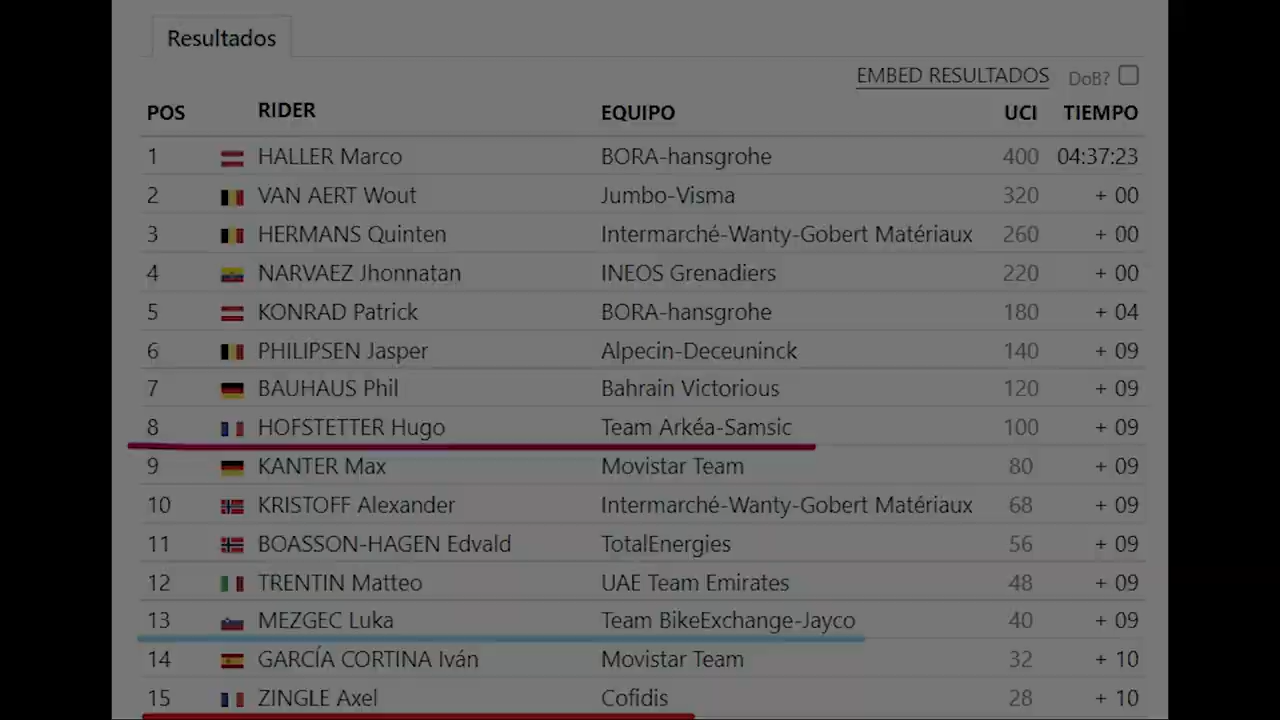 Resultados
EMBED RESULTADOS DoB?
POS RIDER EQUIPO UCI TIEMPO
1 HALLER Marco BORA-hansgrohe 400 04:37:23
2 VAN AERT Wout Jumbo-Visma 320 + 00
3 HERMANS Quinten Intermarché-Wanty-Gobert Matériaux 260 + 00
4 NARVAEZ Jhonnatan INEOS Grenadiers 220 + 00
5 KONRAD Patrick BORA-hansgrohe 180 + 04
6 PHILIPSEN Jasper Alpecin-Deceuninck 140 + 09
7 BAUHAUS Phil Bahrain Victorious 120 + 09
8 HOFSTETTER Hugo Team Arkéa-Samsic 100 + 09
9 KANTER Max Movistar Team 80 + 09
10 KRISTOFF Alexander Intermarché-Wanty-Gobert Matériaux 68 + 09
11 BOASSON-HAGEN Edvald TotalEnergies 56 + 09
12 TRENTIN Matteo UAE Team Emirates 48 + 09
13 MEZGEC Luka Team BikeExchange-Jayco 40 + 09
14 GARCÍA CORTINA Iván Movistar Team 32 + 10
15 ZINGLE Axel Cofidis 28 + 10